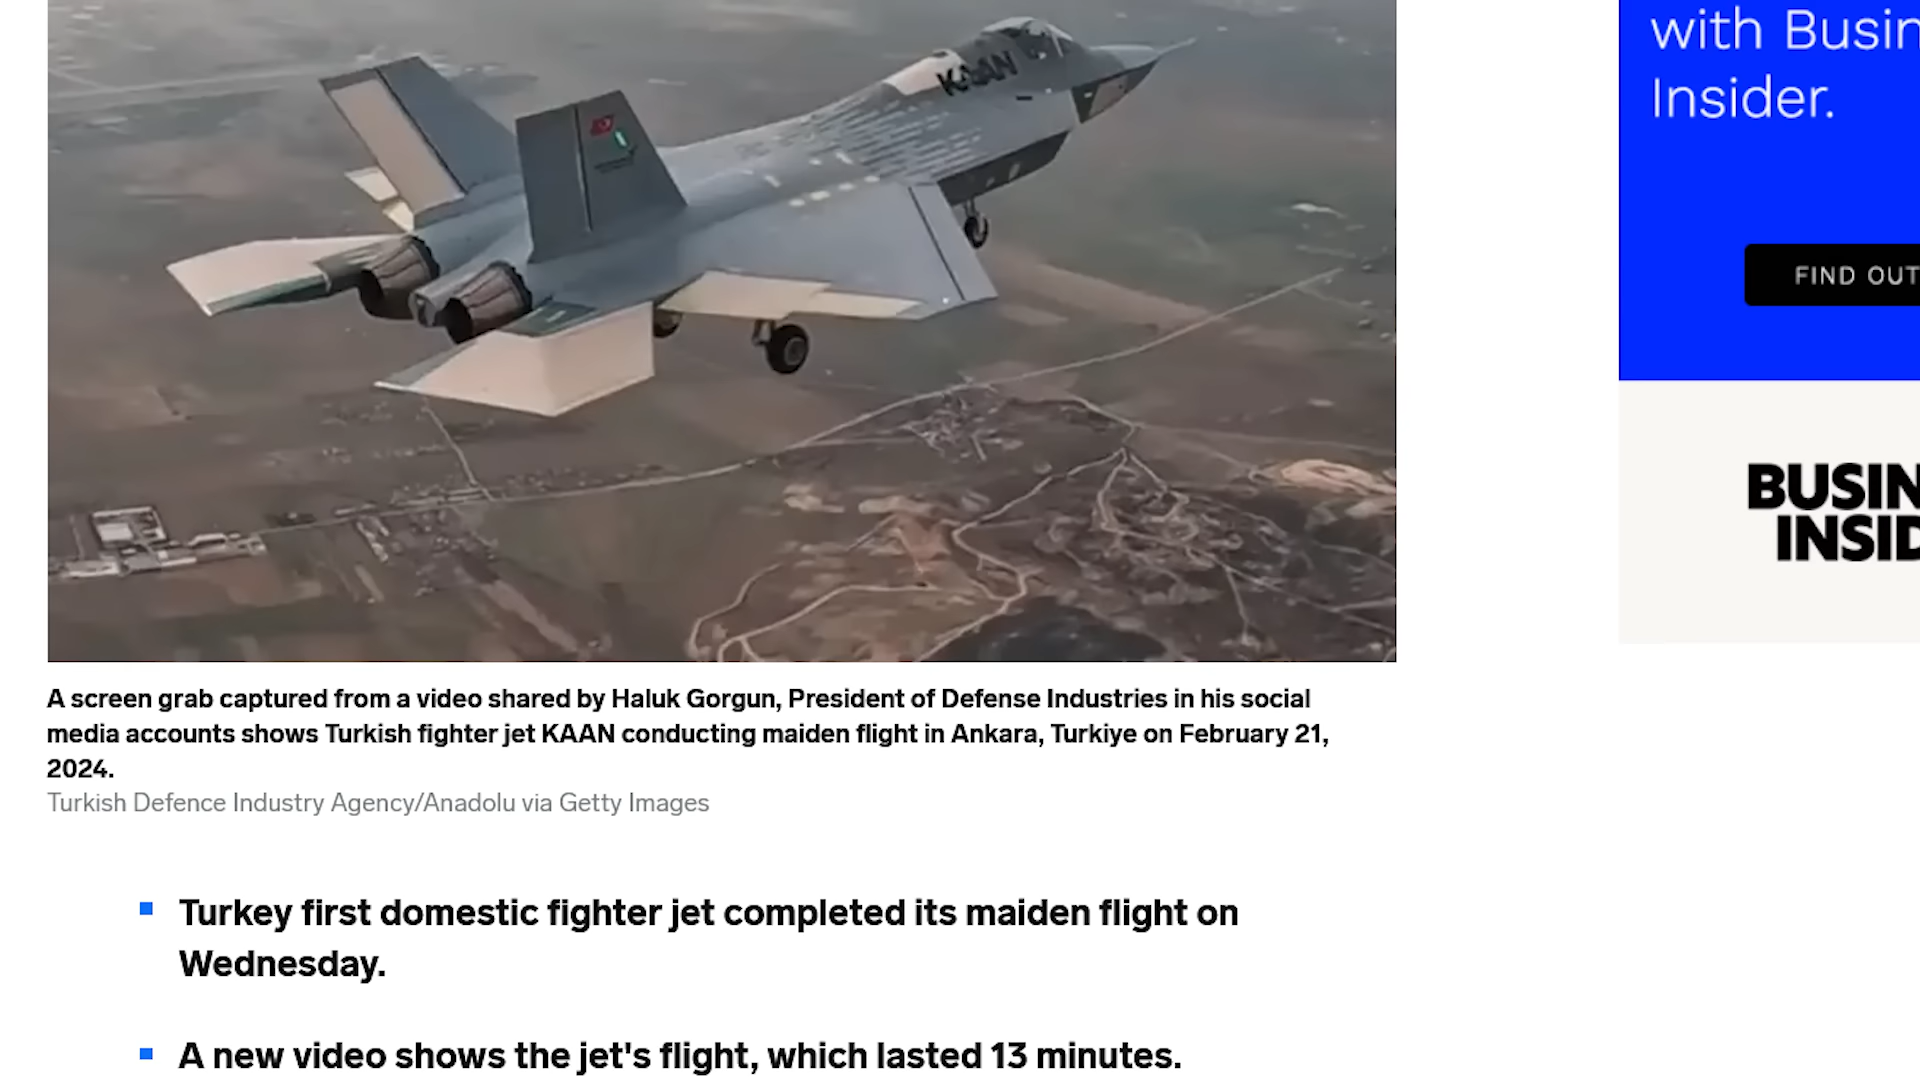 KAAN
with Busin
Insider.
FIND OUT
BUSIN
INSID
A screen grab captured from a video shared by Haluk Gorgun, President of Defense Industries in his social
media accounts shows Turkish fighter jet KAAN conducting maiden flight in Ankara, Turkiye on February 21,
2024.
Turkish Defence Industry Agency/Anadolu via Getty Images
Turkey first domestic fighter jet completed its maiden flight on
Wednesday.
A new video shows the jet's flight, which lasted 13 minutes.